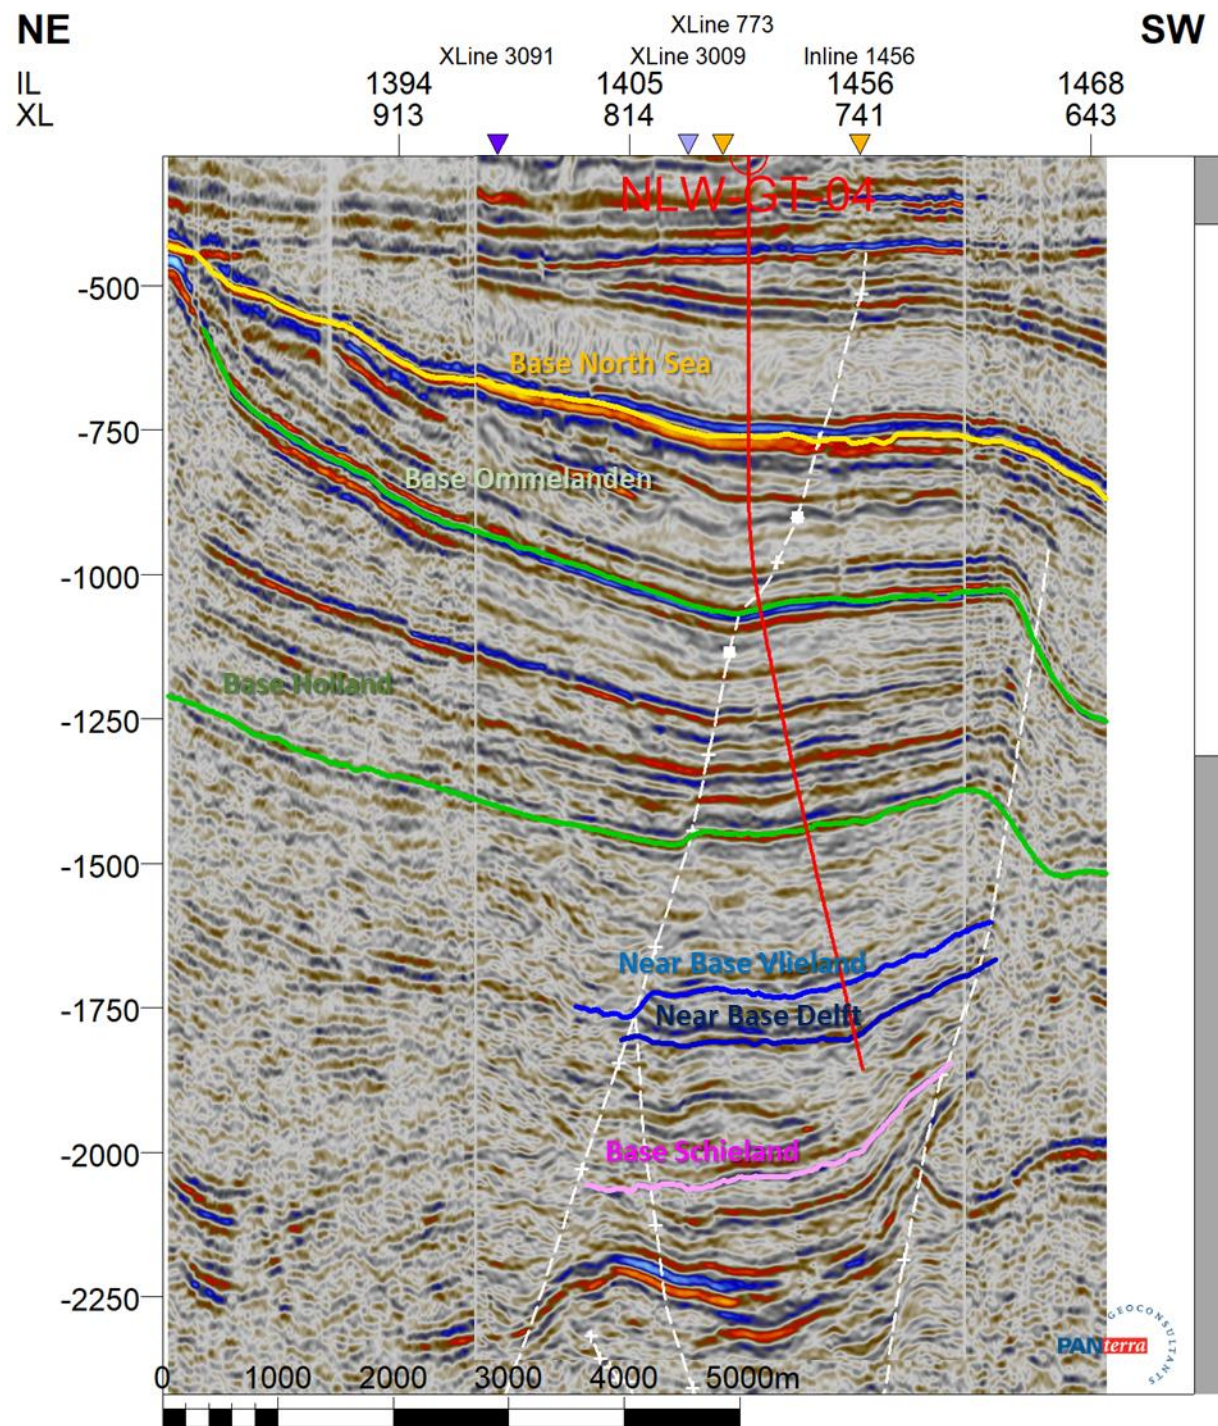 NE
SW
XLine 773
XLine 3091
XLine 3009
Inline 1456
IL
1394
1405
1456
1468
XL
913
814
741
643
NLW-GT-04
-500
Base North Sea
-750
Base Ommelanden
-1000
Base Holland
-1250
-1500
Near Base Vlieland
-1750
Near Base Delft
-2000
Base Schieland
-2250
GEOCONSULTANTS
PANterra
0
1000
2000
3000
4000
5000m